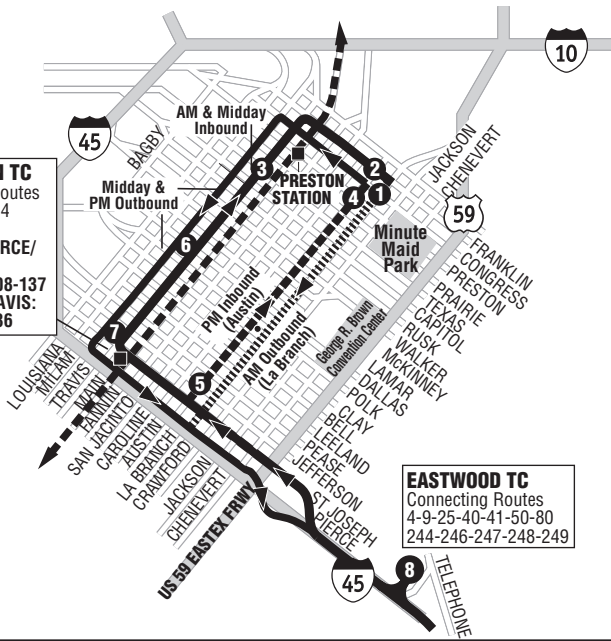 10
45
AM & Midday
Inbound
BAGBY
3
2
PRESTON
STATION
4
1
JACKSON
CHENEVERT
59
Midday &
PM Outbound
TC
outes
4
RCE/
08-137
AVIS:
36
6
Minute
Maid
Park
PM Inbound
(Austin)
AM Outbound
(La Branch)
George R. Brown
Convention Center
FRANKLIN
CONGRESS
PRESTON
PRAIRIE
TEXAS
CAPITOL
RUSK
WALKER
McKINNEY
LAMAR
DALLAS
POLK
CLAY
BELL
LEELAND
PEASE
JEFFERSON
ST JOSEPH
PIERCE
7
5
LOUISIANA
MILAM
TRAVIS
MAIN
FANNIN
SAN JACINTO
CAROLINE
AUSTIN
LA BRANCH
CRAWFORD
JACKSON
CHENEVERT
US 59 EASTEX FRWY
EASTWOOD TC
Connecting Routes
4-9-25-40-41-50-80
244-246-247-248-249
45
8
TELEPHONE